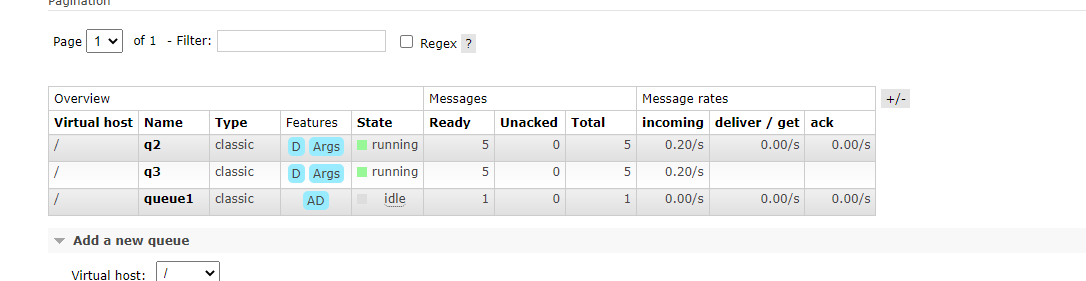 Pagination
Page 1 of 1 - Filter: Regex ?
Overview Messages Message rates +/-
Virtual host Name Type Features State Ready Unacked Total incoming deliver / get ack
/ q2 classic D Args running 5 0 5 0.20/s 0.00/s 0.00/s
/ q3 classic D Args running 5 0 5 0.20/s
/ queue1 classic AD idle 1 0 1 0.00/s 0.00/s 0.00/s
Add a new queue
Virtual host: /